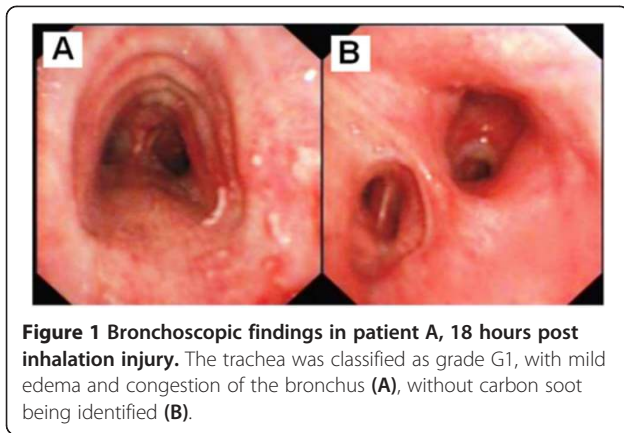 A
B
Figure 1 Bronchoscopic findings in patient A, 18 hours post
inhalation injury. The trachea was classified as grade G1, with mild
edema and congestion of the bronchus (A), without carbon soot
being identified (B).